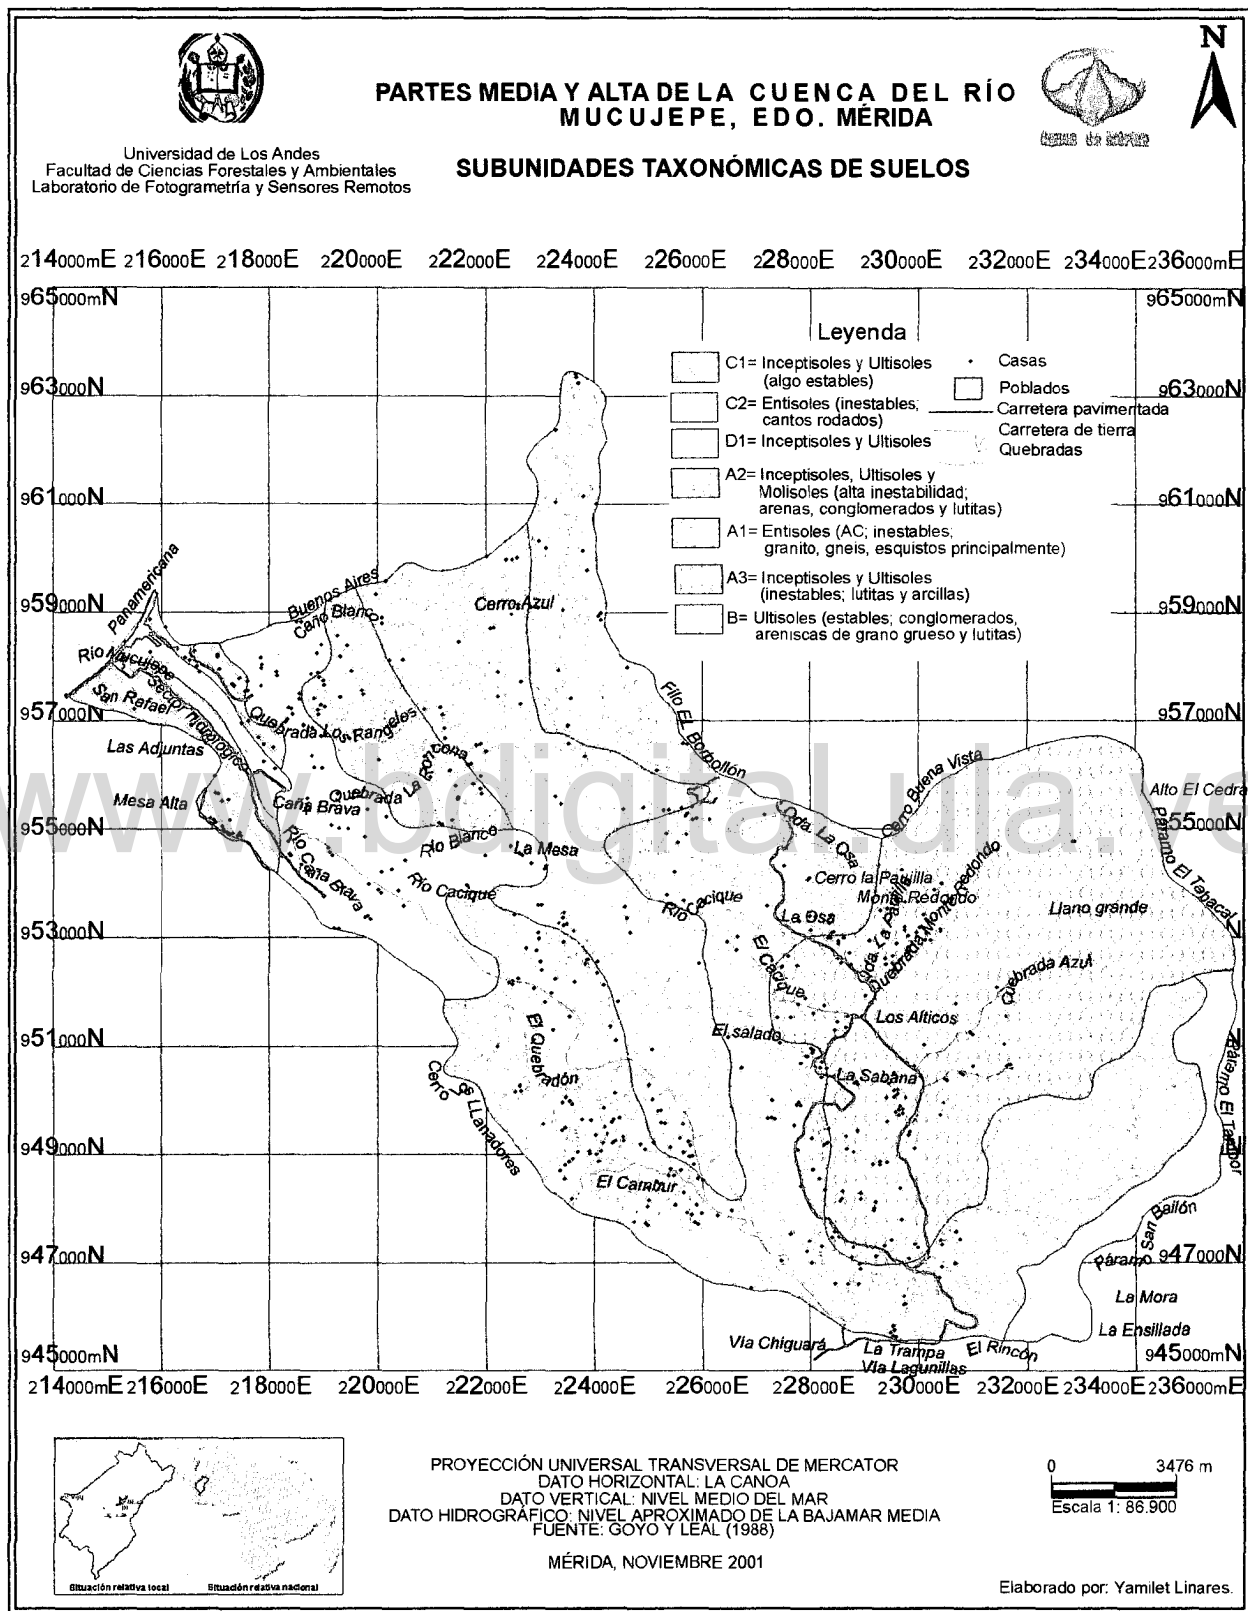 N
PARTES MEDIA Y ALTA DE LA CUENCA DEL RÍO
MUCUJEPE, EDO. MÉRIDA
SUBUNIDADES TAXONÓMICAS DE SUELOS
Universidad de Los Andes
Facultad de Ciencias Forestales y Ambientales
Laboratorio de Fotogrametría y Sensores Remotos
214000mE 216000E 218000E 220000E 222000E 224000E 226000E 228000E 230000E 232000E 234000E 236000mE
965000mN 965000mN
Leyenda
C1= Inceptisoles y Ultisoles
(algo estables)
C2= Entisoles (inestables;
cantos rodados)
D1= Inceptisoles y Ultisoles
A2= Inceptisoles, Ultisoles y
Molisoles (alta inestabilidad;
arenas, conglomerados y lutitas)
A1= Entisoles (AC; inestables;
granito, gneis, esquistos principalmente)
A3= Inceptisoles y Ultisoles
(inestables; lutitas y arcillas)
B= Ultisoles (estables; conglomerados,
areniscas de grano grueso y lutitas)
Casas
Poblados
Carretera pavimentada
Carretera de tierra
Quebradas
963000N 963000N
961000N 961000N
959000N 959000N
957000N 957000N
955000N 955000N
953000N
951000N
949000N
947000N 947000N
945000mN 945000mN
Panamericana
Buenos Aires
Caño Blanco
Cerro Azul
Río Mucujepe
San Rafael
Sector hidrológico
Quebrada Los Rangeles
Filo EL Borbollón
Las Adjuntas
Mesa Alta
Caña Brava
Quebrada La Roncona
Río Blanco
La Mesa
Río Caña Brava
Río Cacique
Río Cacique
Cerro Buena Vista
Alto El Cedral
Páramo El Tabacal
Qda. La Osa
Cerro la Panilla
Monte Redondo
La Osa
Qda. La Panilla
Quebrada Monte Redondo
Llano grande
Quebrada Azul
El Cacique
Los Alticos
El salado
La Sabana
El Quebradón
Cerro Los LLanadores
El Cambur
Páramo El Tambor
Páramo San Bailón
La Mora
La Ensillada
Vía Chiguará
La Trampa
Vía Lagunillas
El Rincón
www.bdigital.ula.ve
214000mE 216000E 218000E 220000E 222000E 224000E 226000E 228000E 230000E 232000E 234000E 236000mE
Situación relativa local Situación relativa nacional
PROYECCIÓN UNIVERSAL TRANSVERSAL DE MERCATOR
DATO HORIZONTAL: LA CANOA
DATO VERTICAL: NIVEL MEDIO DEL MAR
DATO HIDROGRÁFICO: NIVEL APROXIMADO DE LA BAJAMAR MEDIA
FUENTE: GOYO Y LEAL (1988)
MÉRIDA, NOVIEMBRE 2001
0 3476 m
Escala 1: 86.900
Elaborado por: Yamilet Linares.